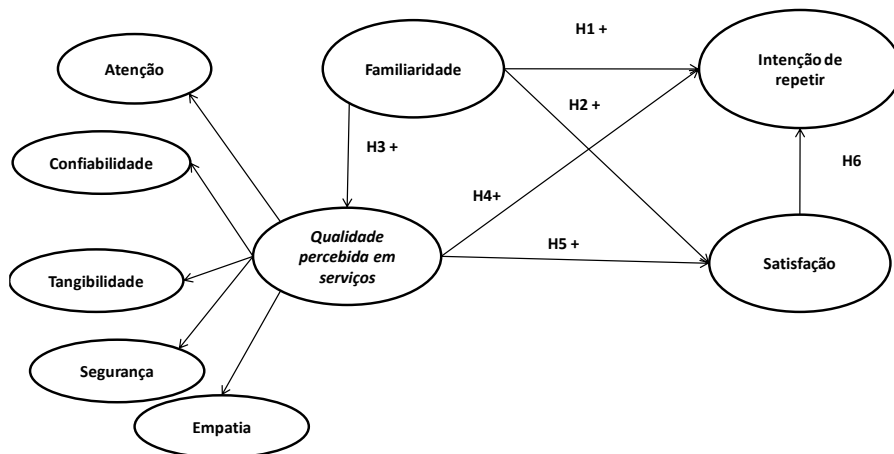 H1 +
Atenção
Familiaridade
Intenção de
repetir
H2 +
Confiabilidade
H3 +
H6
H4+
Qualidade
percebida em
serviços
H5 +
Tangibilidade
Satisfação
Segurança
Empatia